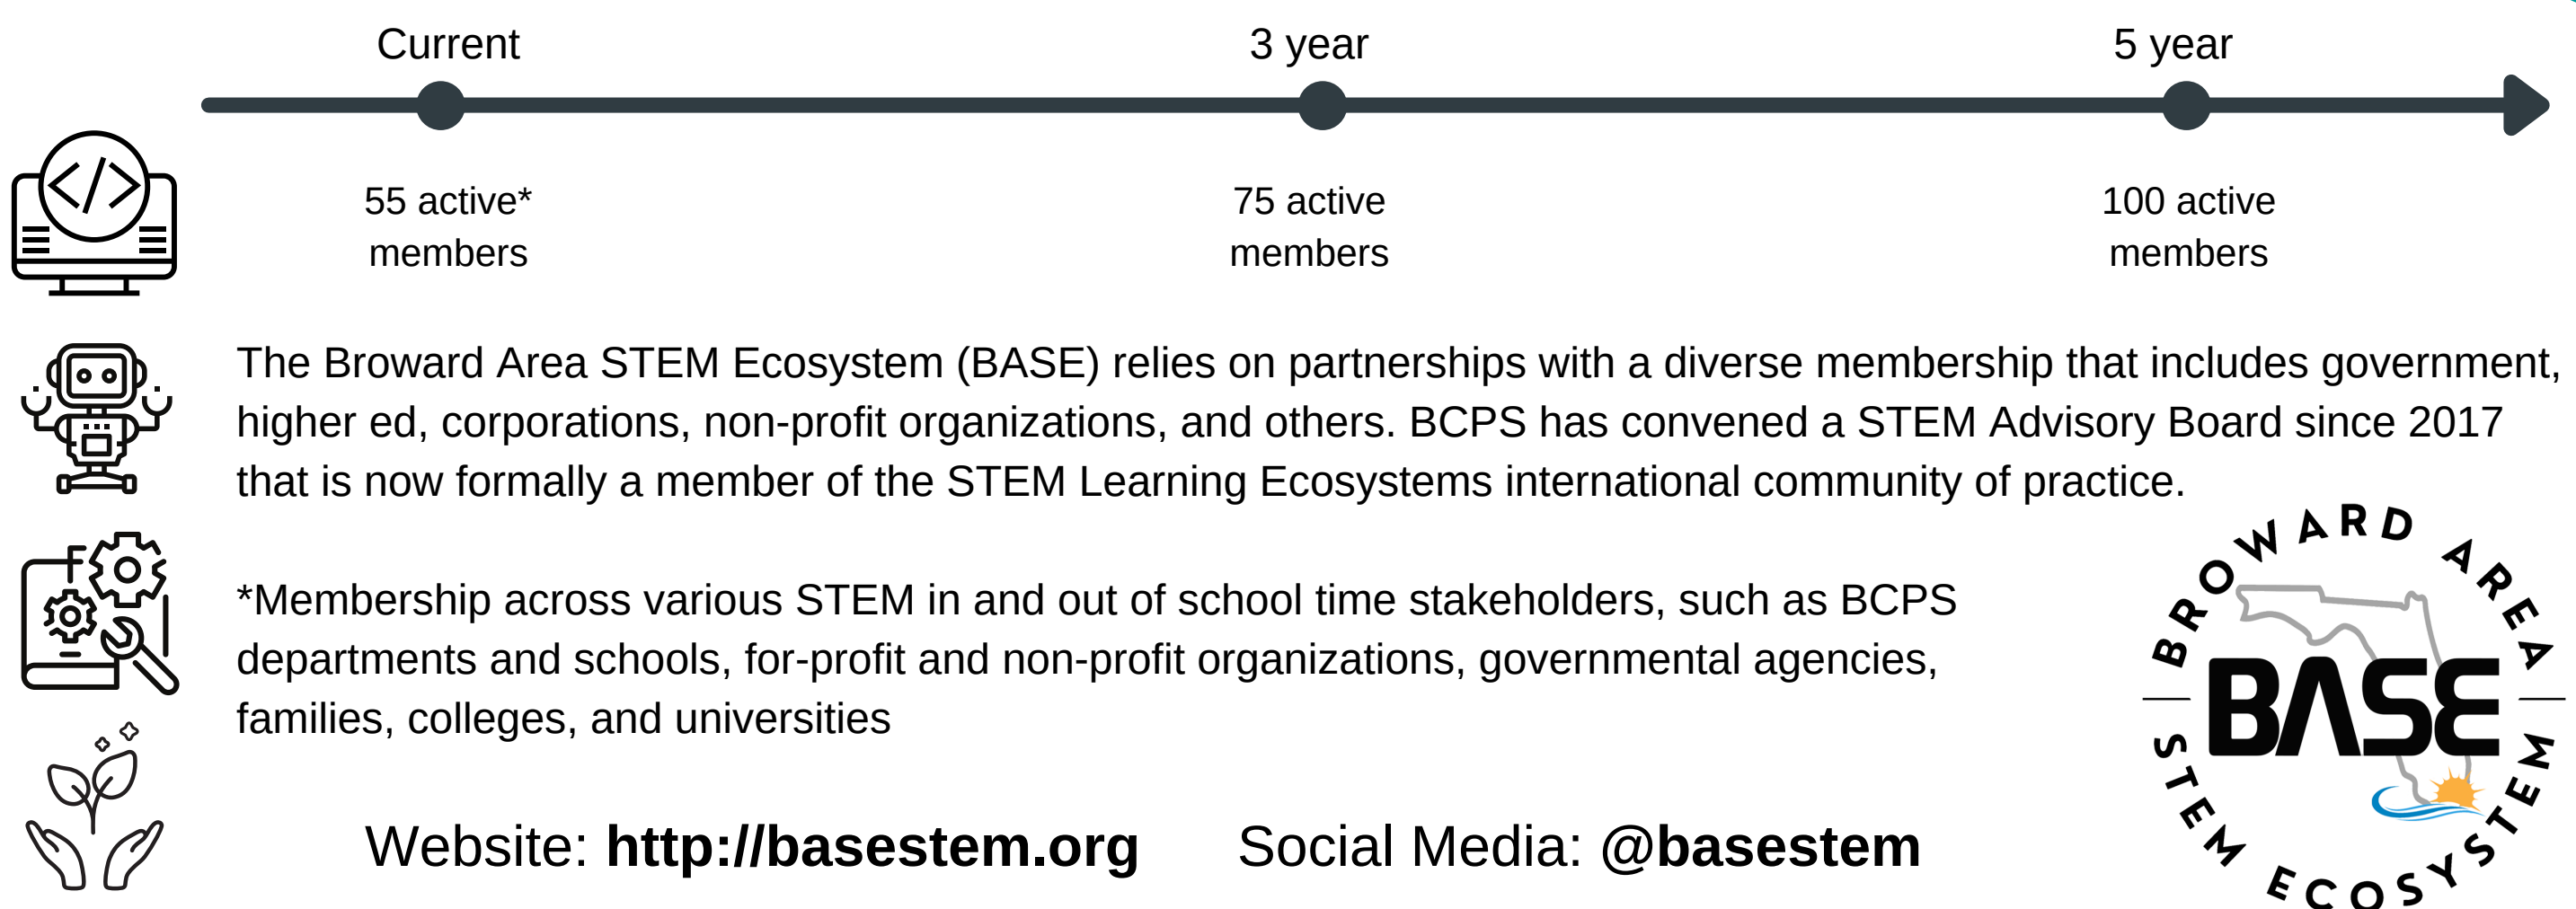 Current 3 year 5 year
55 active* 75 active 100 active
members members members
</>
The Broward Area STEM Ecosystem (BASE) relies on partnerships with a diverse membership that includes government,
higher ed, corporations, non-profit organizations, and others. BCPS has convened a STEM Advisory Board since 2017
that is now formally a member of the STEM Learning Ecosystems international community of practice.
*Membership across various STEM in and out of school time stakeholders, such as BCPS
departments and schools, for-profit and non-profit organizations, governmental agencies,
families, colleges, and universities
BROWARD AREA
BASE
STEM ECOSYSTEM
Website: http://basestem.org Social Media: @basestem